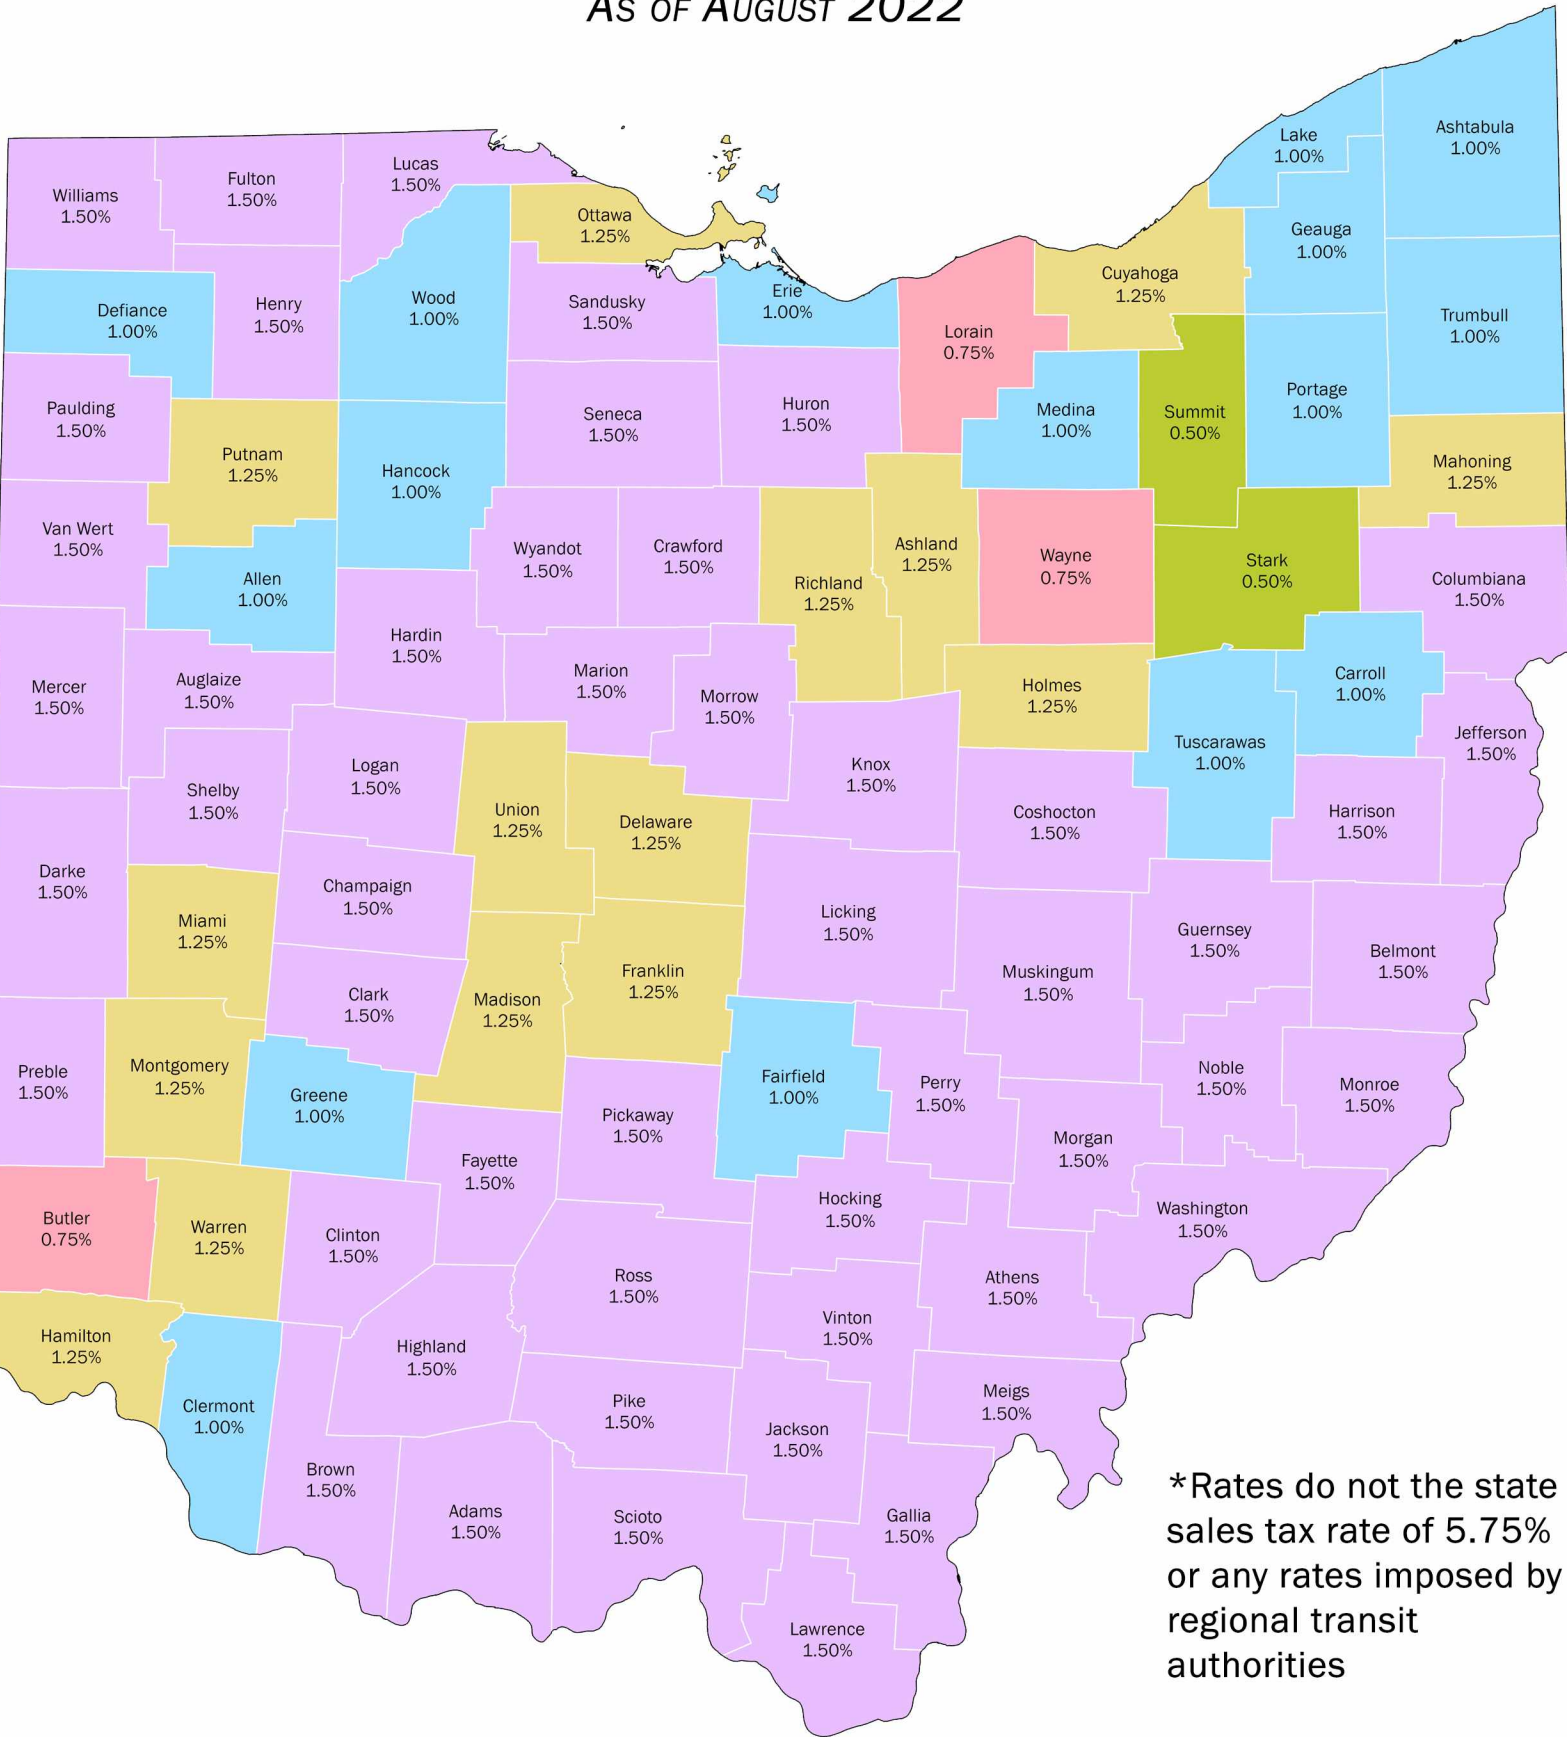 AS OF AUGUST 2022
Williams
1.50%
Fulton
1.50%
Lucas
1.50%
Ottawa
1.25%
Lake
1.00%
Ashtabula
1.00%
Geauga
1.00%
Cuyahoga
1.25%
Defiance
1.00%
Henry
1.50%
Wood
1.00%
Sandusky
1.50%
Erie
1.00%
Lorain
0.75%
Trumbull
1.00%
Paulding
1.50%
Putnam
1.25%
Hancock
1.00%
Seneca
1.50%
Huron
1.50%
Medina
1.00%
Summit
0.50%
Portage
1.00%
Mahoning
1.25%
Van Wert
1.50%
Allen
1.00%
Wyandot
1.50%
Crawford
1.50%
Richland
1.25%
Ashland
1.25%
Wayne
0.75%
Stark
0.50%
Columbiana
1.50%
Mercer
1.50%
Auglaize
1.50%
Hardin
1.50%
Marion
1.50%
Morrow
1.50%
Holmes
1.25%
Tuscarawas
1.00%
Carroll
1.00%
Jefferson
1.50%
Shelby
1.50%
Logan
1.50%
Union
1.25%
Delaware
1.25%
Knox
1.50%
Coshocton
1.50%
Harrison
1.50%
Darke
1.50%
Miami
1.25%
Champaign
1.50%
Licking
1.50%
Guernsey
1.50%
Belmont
1.50%
Clark
1.50%
Madison
1.25%
Franklin
1.25%
Muskingum
1.50%
Preble
1.50%
Montgomery
1.25%
Greene
1.00%
Fairfield
1.00%
Perry
1.50%
Noble
1.50%
Monroe
1.50%
Fayette
1.50%
Pickaway
1.50%
Morgan
1.50%
Butler
0.75%
Warren
1.25%
Clinton
1.50%
Hocking
1.50%
Washington
1.50%
Ross
1.50%
Athens
1.50%
Hamilton
1.25%
Highland
1.50%
Vinton
1.50%
Clermont
1.00%
Pike
1.50%
Jackson
1.50%
Meigs
1.50%
Brown
1.50%
Adams
1.50%
Scioto
1.50%
Gallia
1.50%
Lawrence
1.50%
*Rates do not the state
sales tax rate of 5.75%
or any rates imposed by
regional transit
authorities